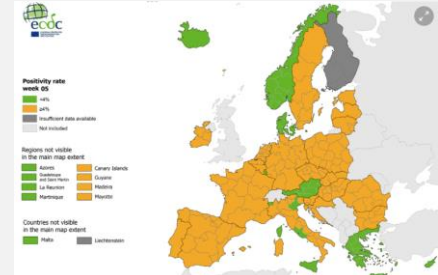 ecdc
Positivity rate
week 05
<4%
≥4%
Insufficient data available
Not included
Regions not visible
in the main map extent
Azores
Guadeloupe
and Saint Martin
La Reunion
Martinique
Canary Islands
Guyane
Madeira
Mayotte
Countries not visible
in the main map extent
Malta
Liechtenstein